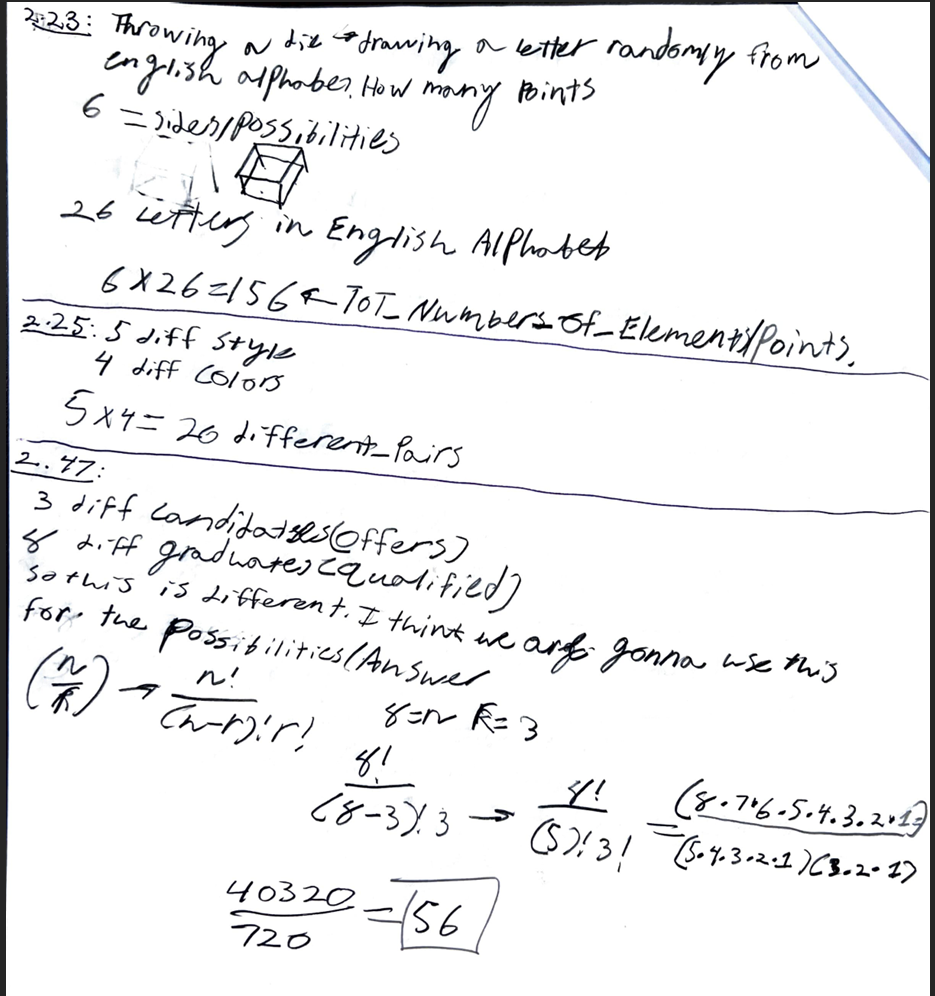 2.23: Throwing a die → drawing a letter randomly from
english alphabet. How many Points
6 = sides/Possibilities
26 Letters in English Alphabet
6 X 26 = 156 ← TOT_Numbers_of_Elements/Points.
2.25: 5 diff style
4 diff Colors
5 x 4 = 20 different_Pairs
2.47:
3 diff Candidates (Offers)
8 diff graduates (qualified)
so this is different. I think we are gonna use this
for the Possibilities/Answer
(n/r) → n!/(n-r)!r!
8=n r=3
8!/(8-3)!3 → 8!/(5)!3! = (8.7.6.5.4.3.2.1)/(5.4.3.2.1)(3.2.1)
40320/720 = 56